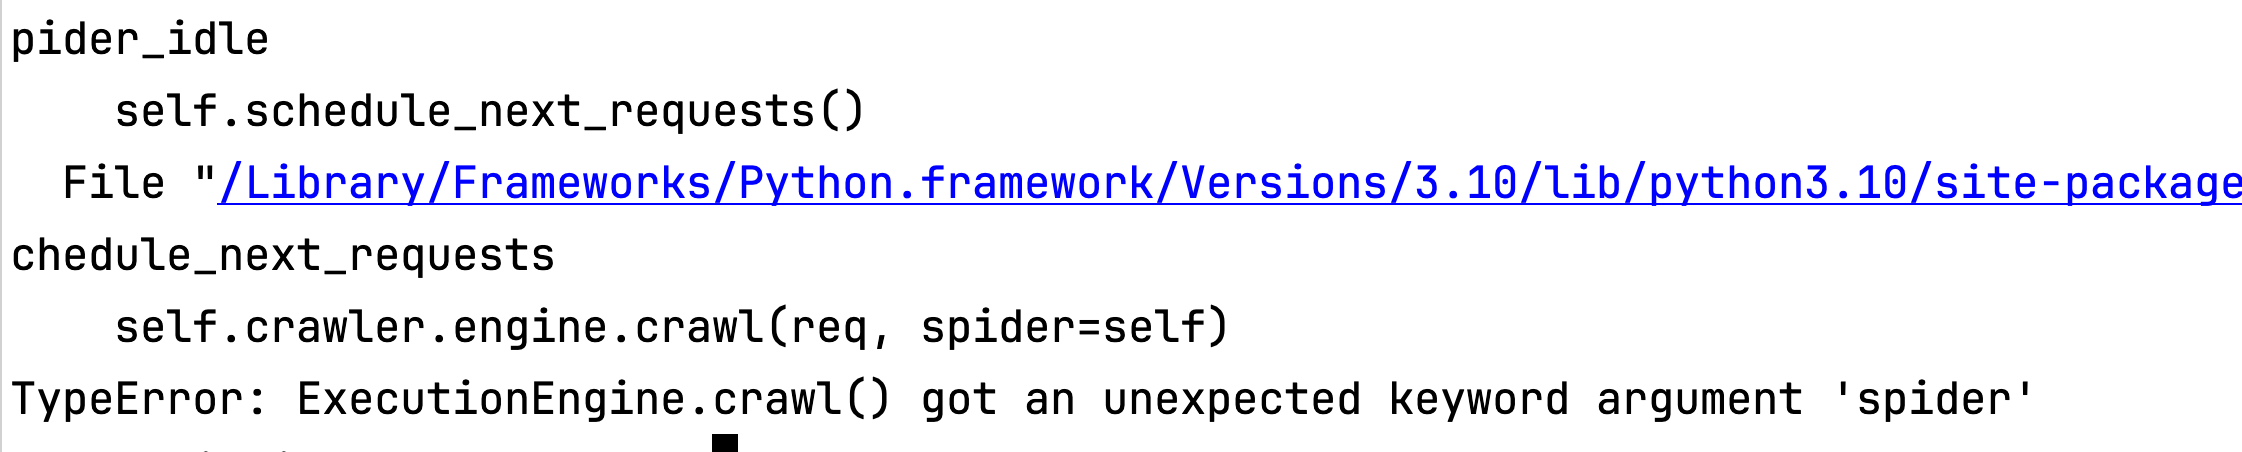 pider_idle
    self.schedule_next_requests()
  File "/Library/Frameworks/Python.framework/Versions/3.10/lib/python3.10/site-package
chedule_next_requests
    self.crawler.engine.crawl(req, spider=self)
TypeError: ExecutionEngine.crawl() got an unexpected keyword argument 'spider'